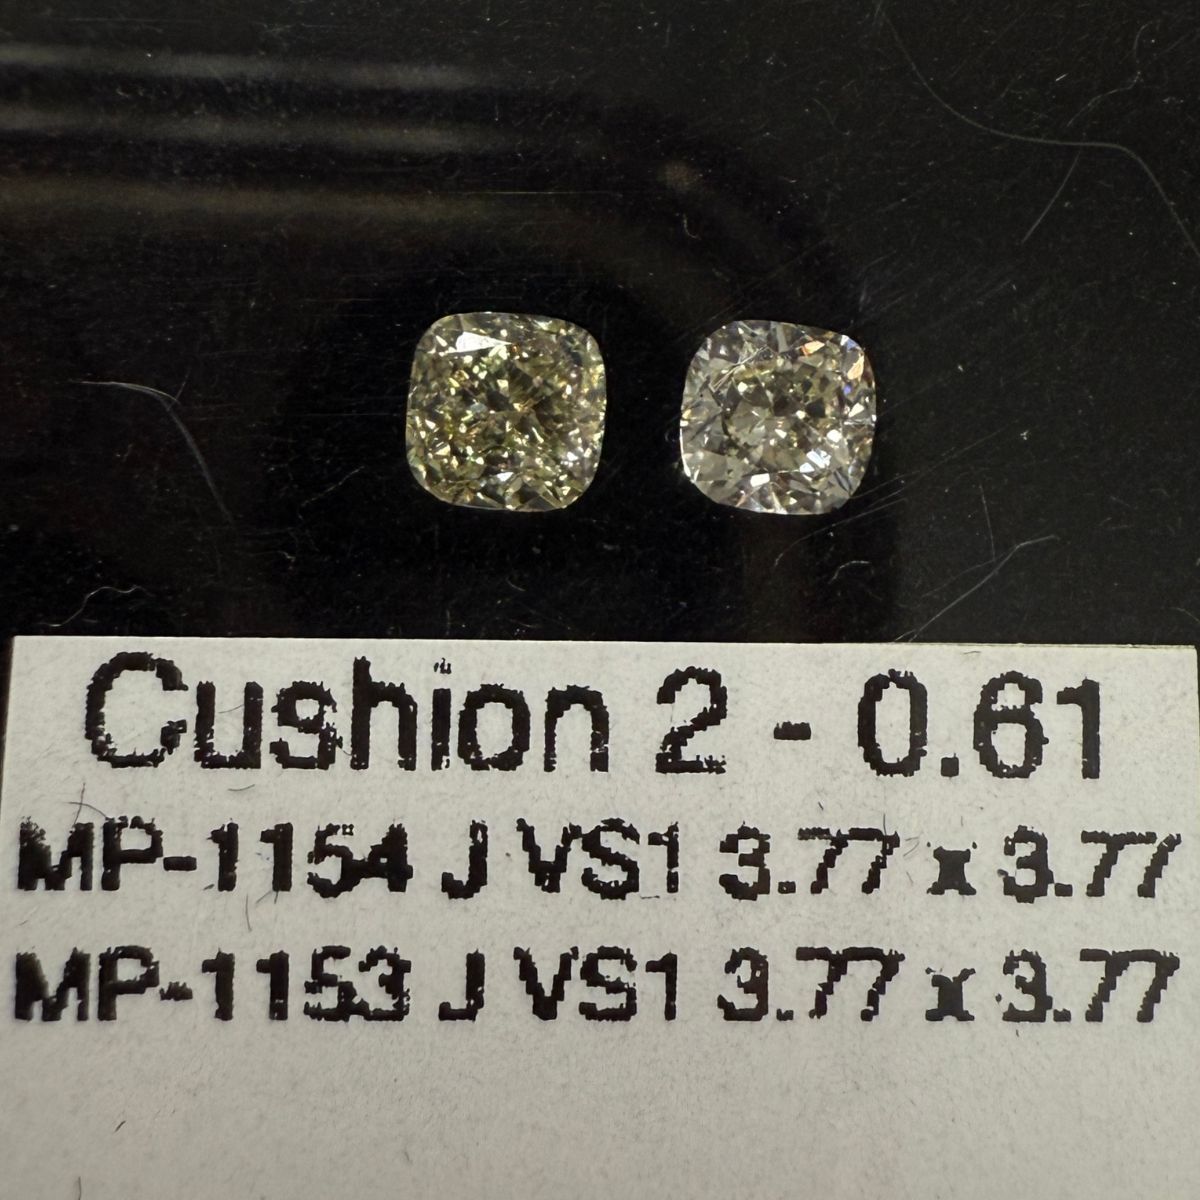 Cushion 2 - 0.61
MP-1154 J VS1 3.77 x 3.77
MP-1153 J VS1 3.77 x 3.77